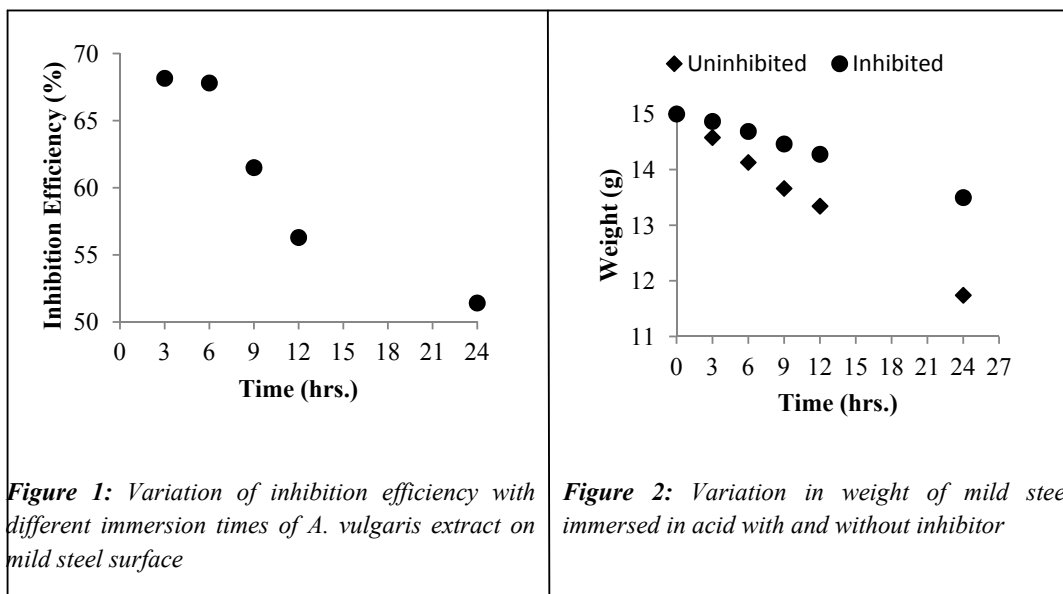 70
65
60
55
50
Inhibition Efficiency (%)
0 3 6 9 12 15 18 21 24
Time (hrs.)
Figure 1: Variation of inhibition efficiency with
different immersion times of A. vulgaris extract on
mild steel surface
Uninhibited Inhibited
15
14
13
12
11
Weight (g)
0 3 6 9 12 15 18 21 24 27
Time (hrs.)
Figure 2: Variation in weight of mild stee
immersed in acid with and without inhibitor